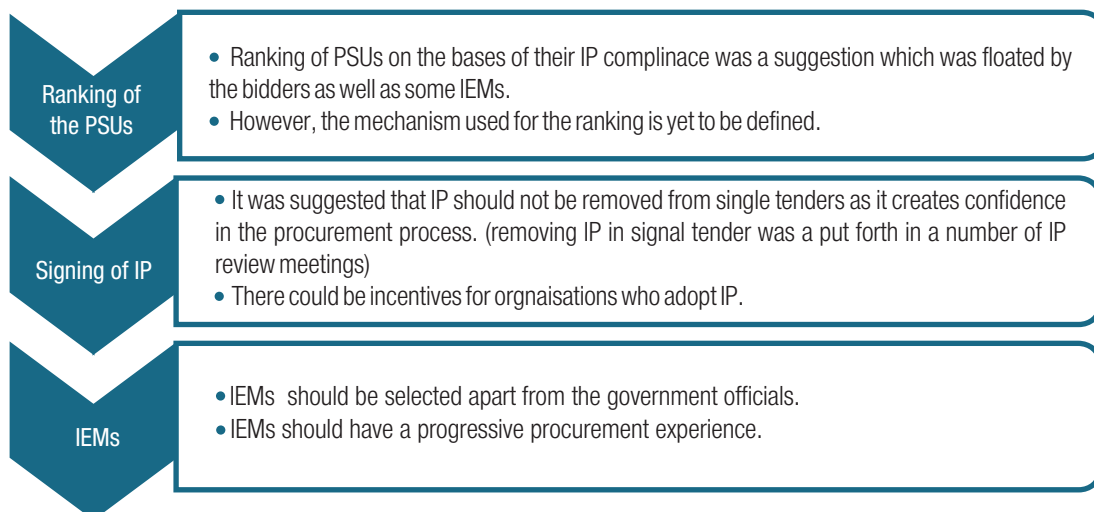 Ranking of
the PSUs
• Ranking of PSUs on the bases of their IP complinace was a suggestion which was floated by
the bidders as well as some IEMs.
• However, the mechanism used for the ranking is yet to be defined.
Signing of IP
• It was suggested that IP should not be removed from single tenders as it creates confidence
in the procurement process. (removing IP in signal tender was a put forth in a number of IP
review meetings)
• There could be incentives for orgnaisations who adopt IP.
IEMs
• IEMs should be selected apart from the government officials.
• IEMs should have a progressive procurement experience.